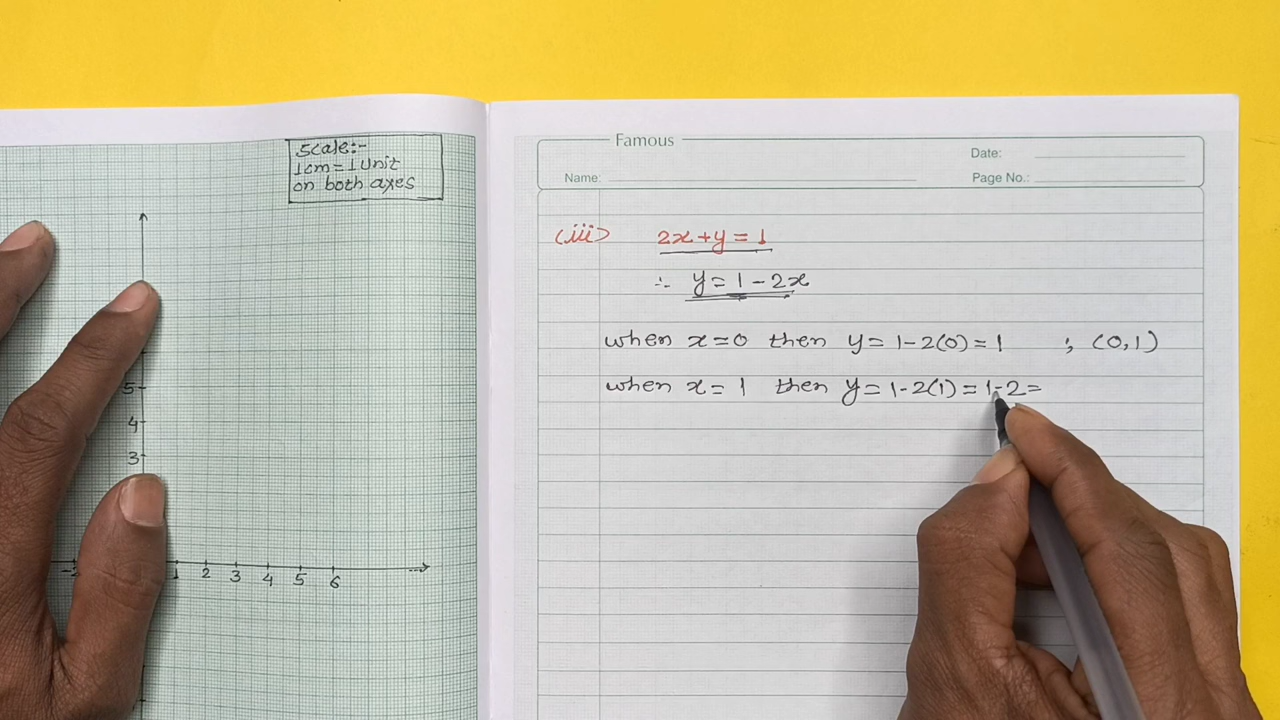 Scale:-
1cm = 1 Unit
on both axes
5
4
3
1 2 3 4 5 6
Famous
Date:
Name:
Page No.:
(iii) 2x+y=1
∴ y=1-2x
when x=0 then y=1-2(0)=1 ; (0,1)
when x=1 then y=1-2(1)=1-2=